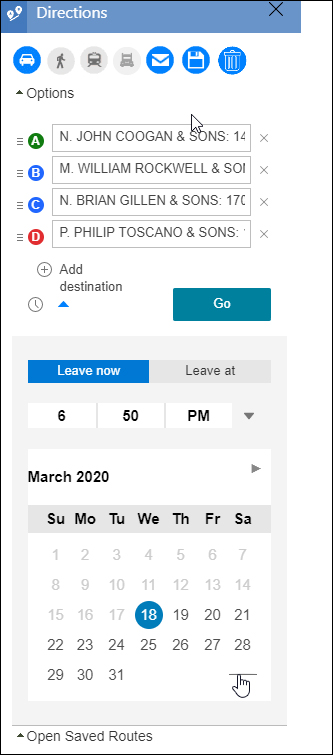 Directions
Options
A N. JOHN COOGAN & SONS: 14
B M. WILLIAM ROCKWELL & SO
C N. BRIAN GILLEN & SONS: 170
D P. PHILIP TOSCANO & SONS:
Add
destination
Go
Leave now Leave at
6 50 PM
March 2020
Su Mo Tu We Th Fr Sa
1 2 3 4 5 6 7
8 9 10 11 12 13 14
15 16 17 18 19 20 21
22 23 24 25 26 27 28
29 30 31
Open Saved Routes